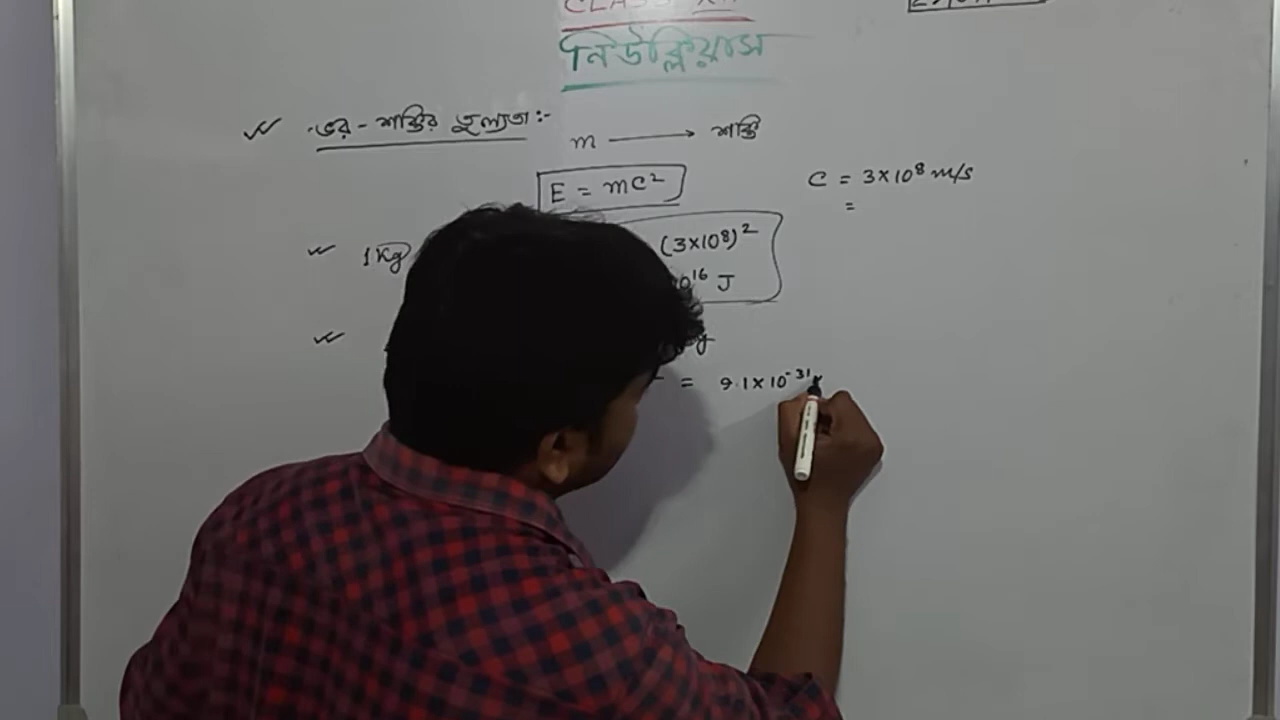 CLASS
নিউক্লিয়াস
ভর - শক্তির তুল্যতা :-
m ⟶ শক্তি
E = mc²
C = 3×10⁸ m/s
=
1 Kg (3×10⁸)²
10¹⁶ J
= 9.1×10⁻³¹